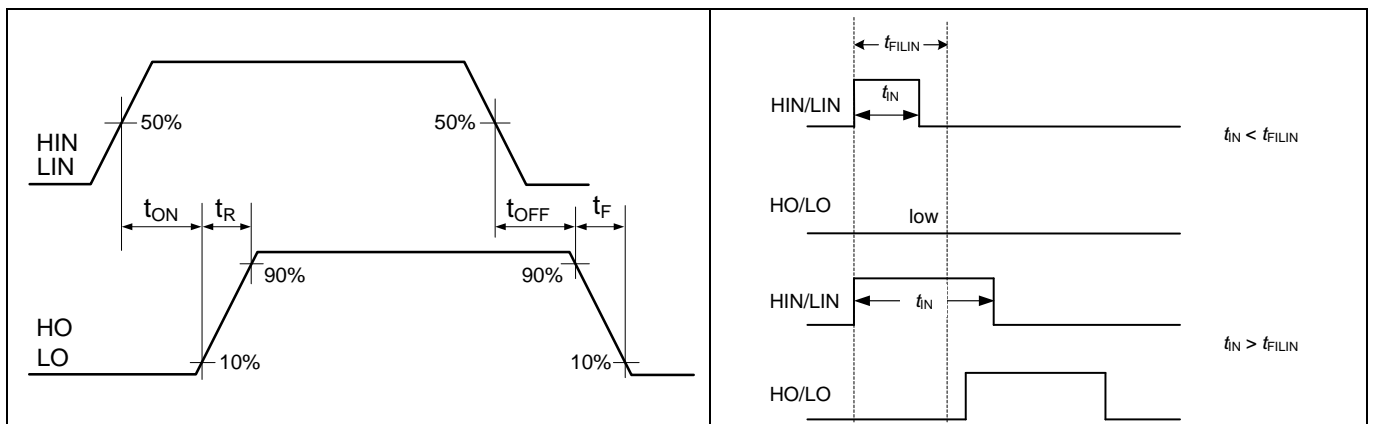 50%
50%
HIN
LIN
tON
tR
tOFF
tF
90%
90%
HO
LO
10%
10%
tFILIN
HIN/LIN
tIN
tIN < tFILIN
HO/LO
low
HIN/LIN
tIN
tIN > tFILIN
HO/LO